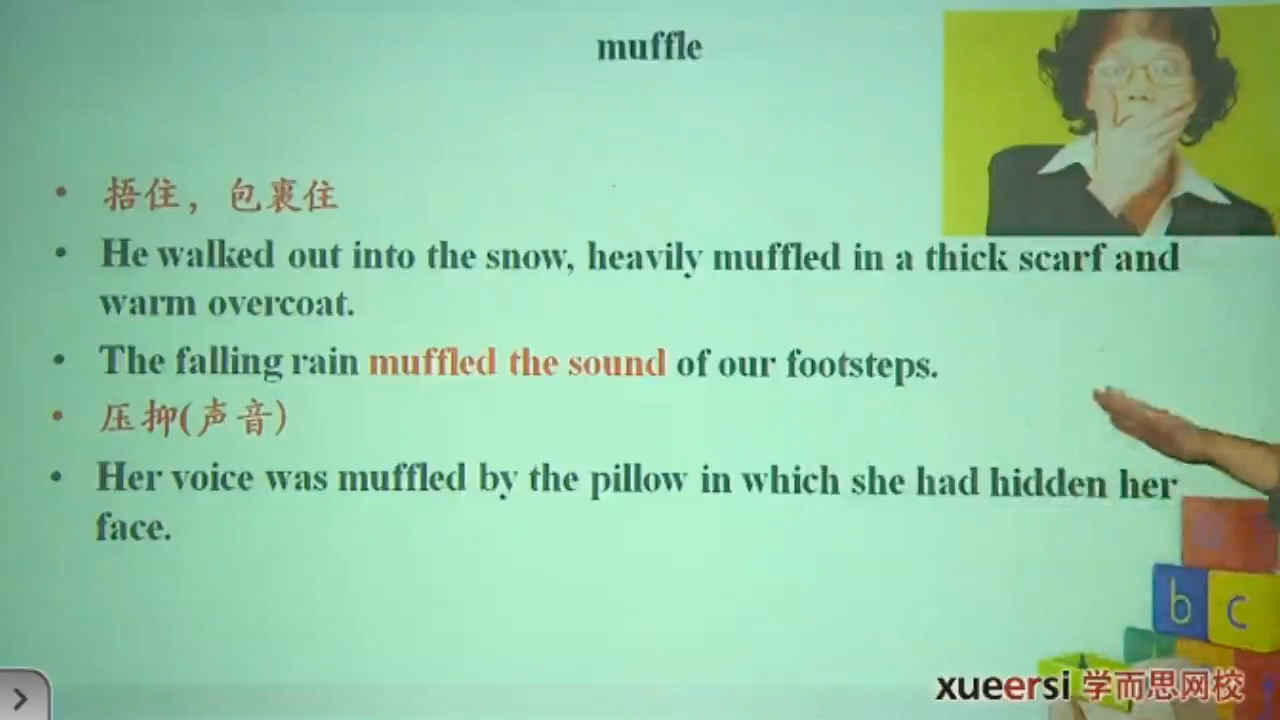 muffle
捂住，包裹住
He walked out into the snow, heavily muffled in a thick scarf and
warm overcoat.
The falling rain muffled the sound of our footsteps.
压抑(声音)
Her voice was muffled by the pillow in which she had hidden her
face.
b c
xueersi 学而思网校